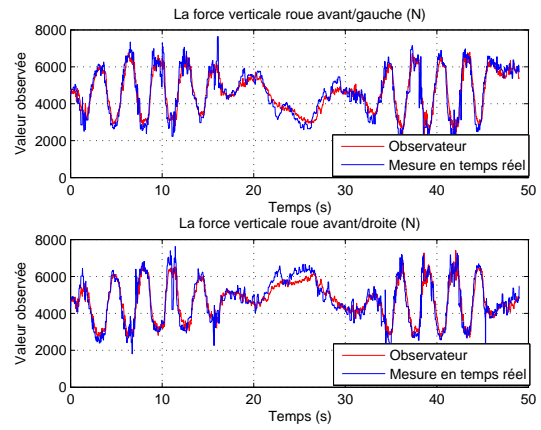 La force verticale roue avant/gauche (N)
8000
6000
4000
2000
0
Valeur observée
0 10 20 30 40 50
Temps (s)
Observateur
Mesure en temps réel
La force verticale roue avant/droite (N)
8000
6000
4000
2000
0
Valeur observée
0 10 20 30 40 50
Temps (s)
Observateur
Mesure en temps réel